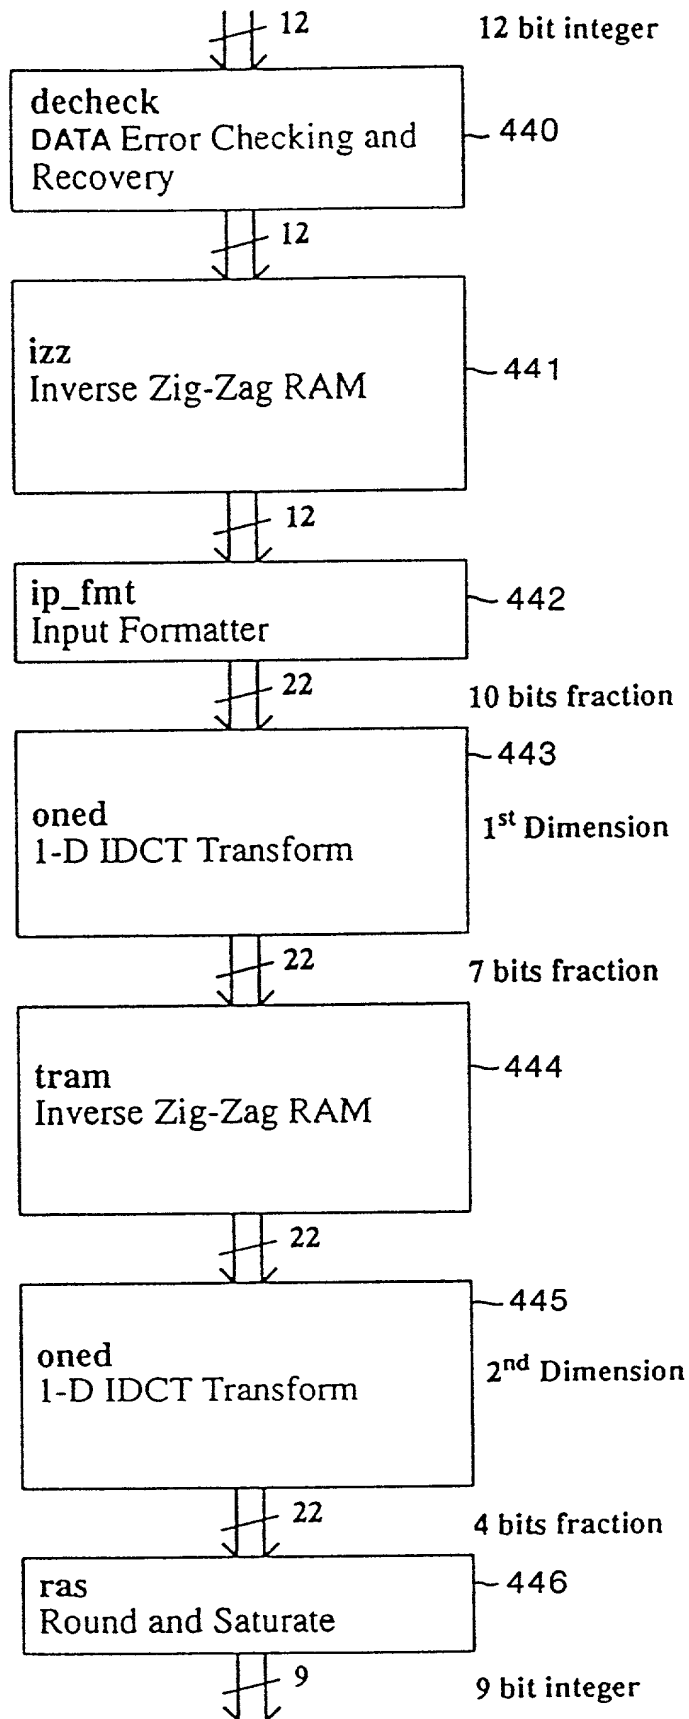 12 12 bit integer
decheck
DATA Error Checking and
Recovery
440
12
izz
Inverse Zig-Zag RAM
441
12
ip_fmt
Input Formatter
442
22 10 bits fraction
443
oned
1-D IDCT Transform
1st Dimension
22 7 bits fraction
tram
Inverse Zig-Zag RAM
444
22
445
oned
1-D IDCT Transform
2nd Dimension
22 4 bits fraction
ras
Round and Saturate
446
9 9 bit integer